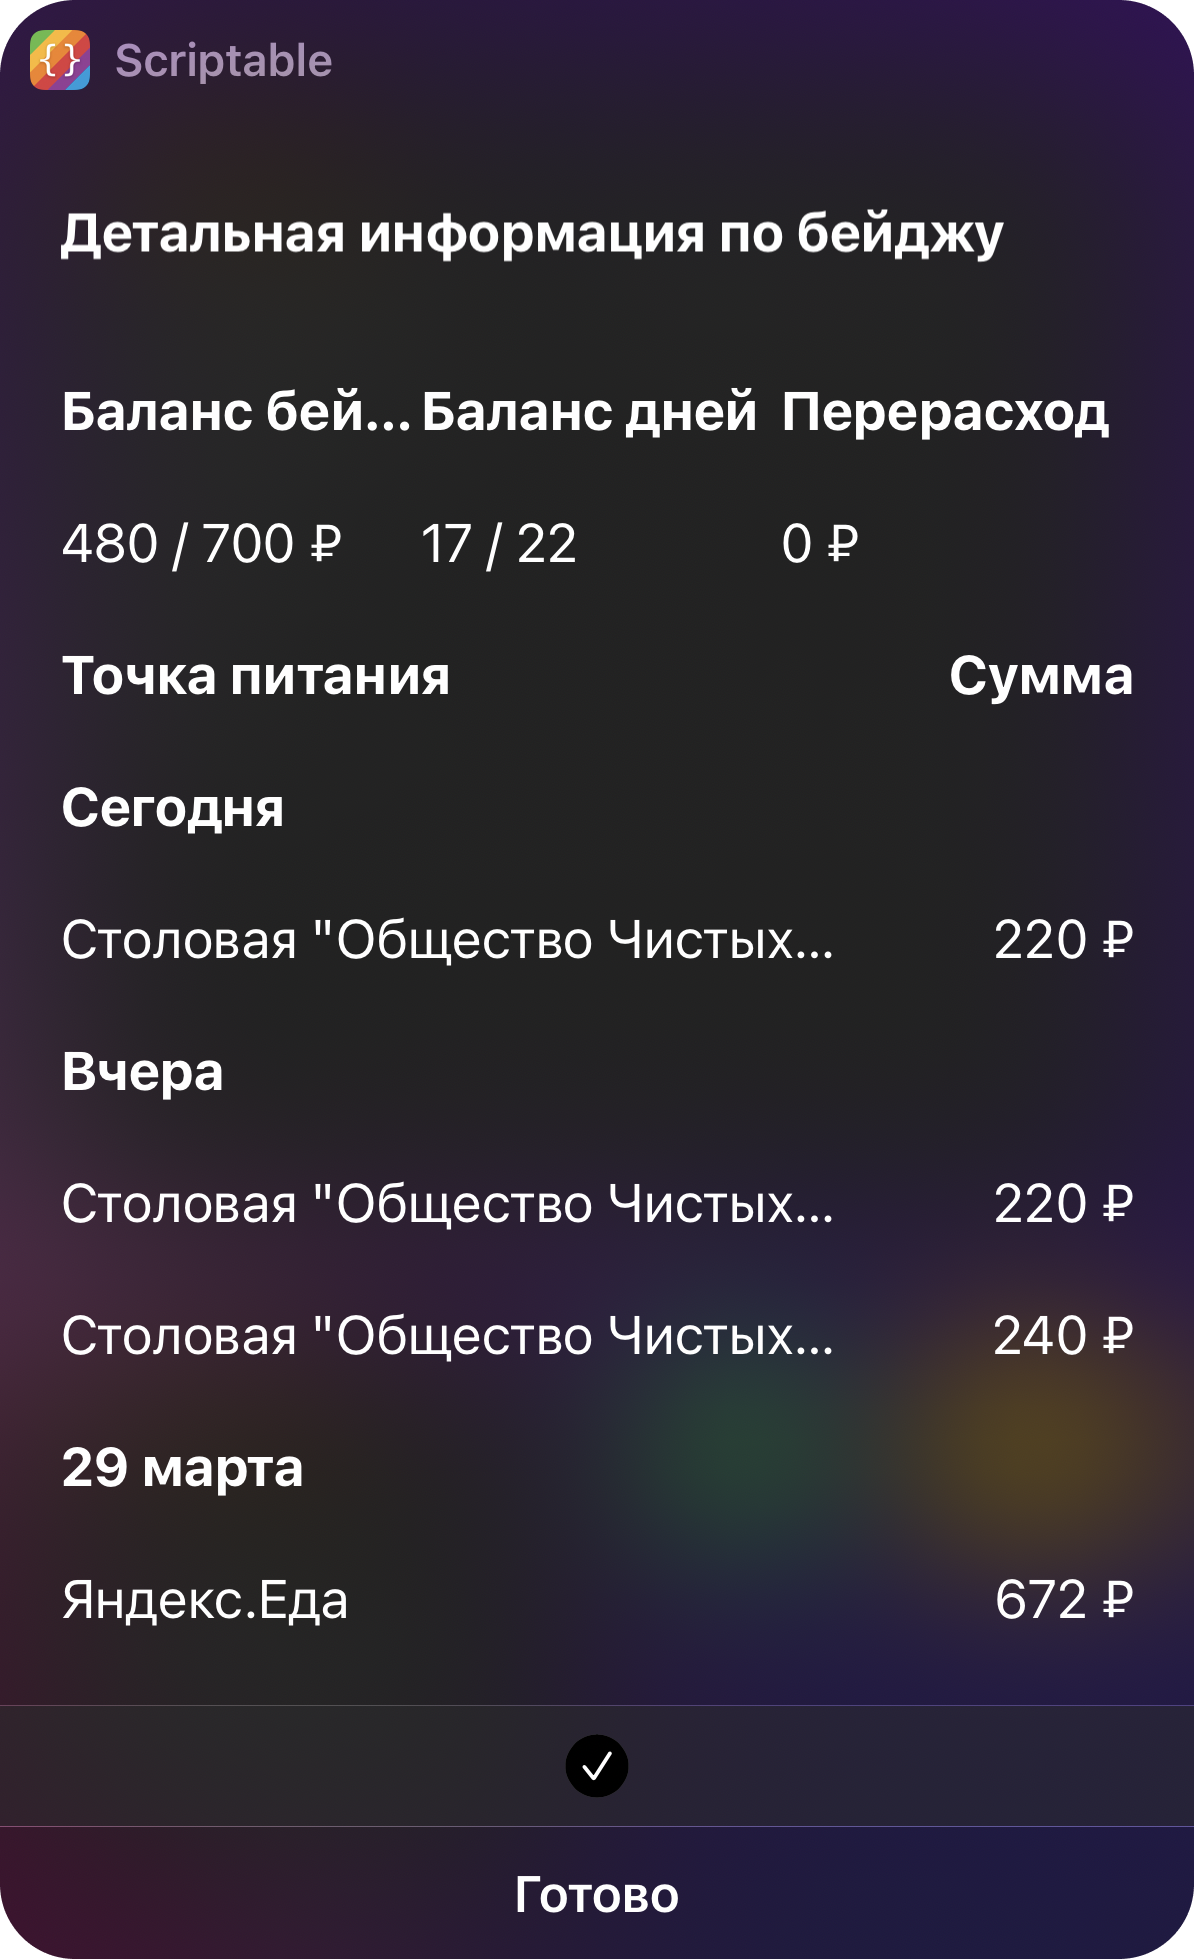 {} Scriptable
Детальная информация по бейджу
Баланс бей... Баланс дней Перерасход
480 / 700 ₽ 17 / 22 0 ₽
Точка питания Сумма
Сегодня
Столовая "Общество Чистых... 220 ₽
Вчера
Столовая "Общество Чистых... 220 ₽
Столовая "Общество Чистых... 240 ₽
29 марта
Яндекс.Еда 672 ₽
Готово